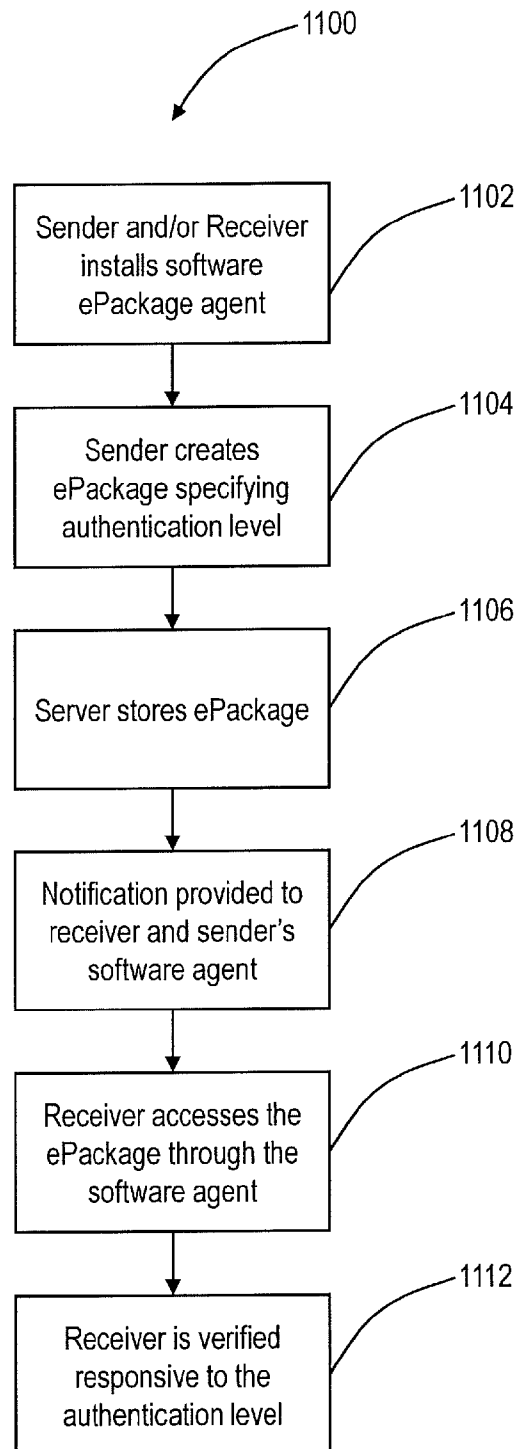 1100
1102
Sender and/or Receiver
installs software
ePackage agent
1104
Sender creates
ePackage specifying
authentication level
1106
Server stores ePackage
1108
Notification provided to
receiver and sender's
software agent
1110
Receiver accesses the
ePackage through the
software agent
1112
Receiver is verified
responsive to the
authentication level